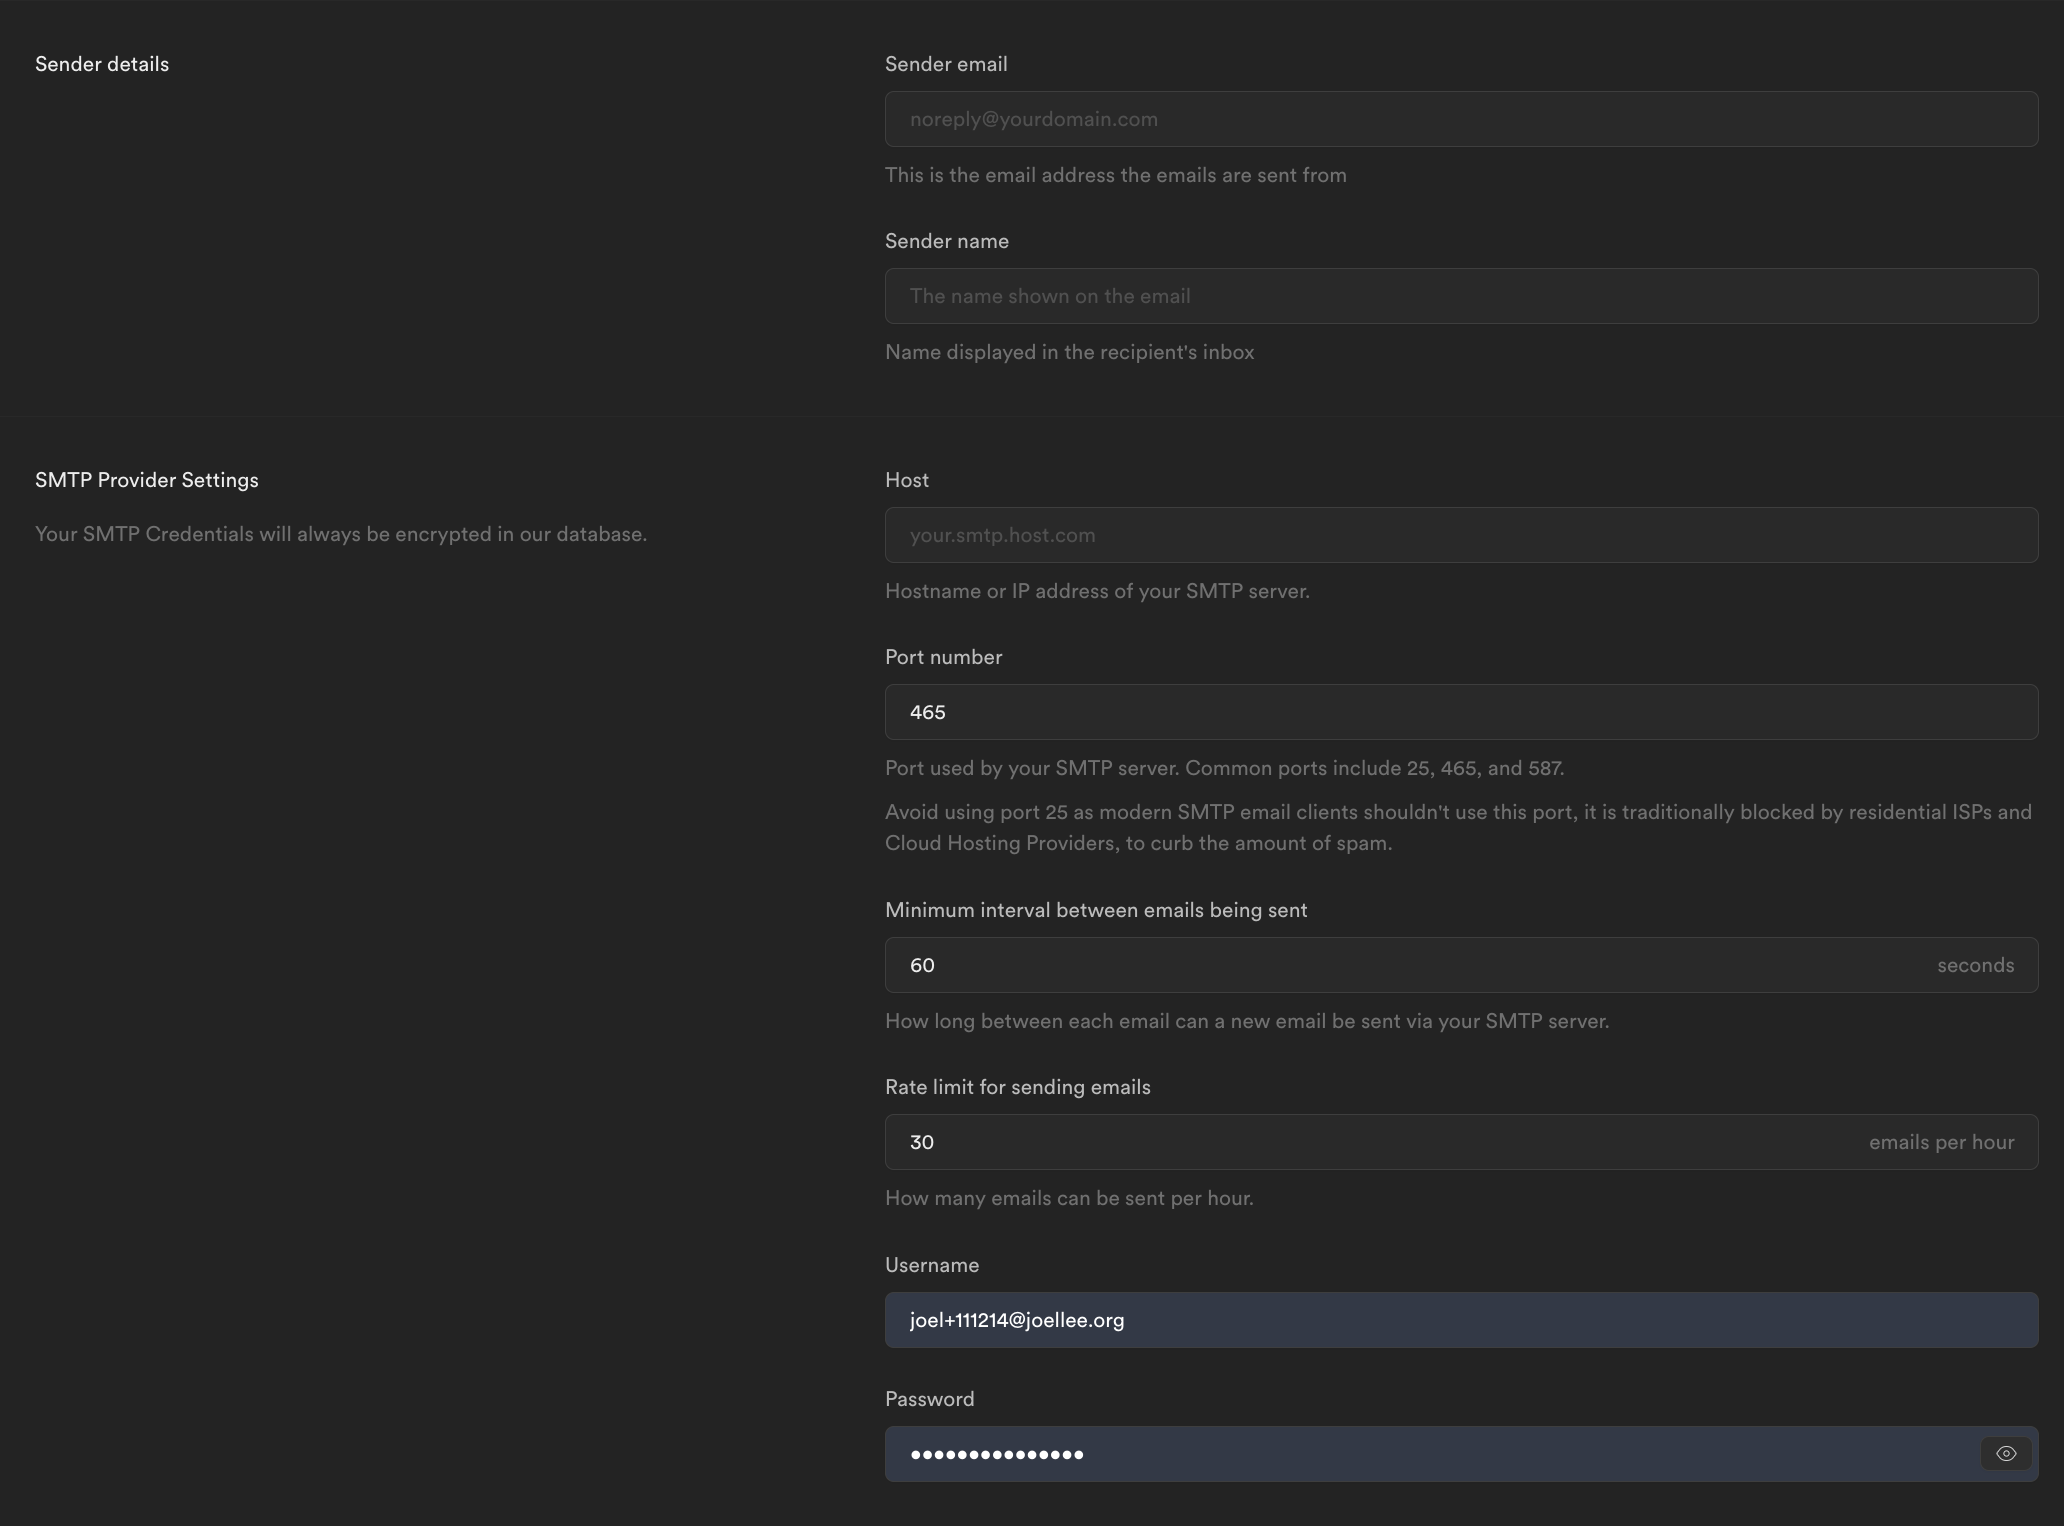 Sender details
Sender email
noreply@yourdomain.com
This is the email address the emails are sent from
Sender name
The name shown on the email
Name displayed in the recipient's inbox
SMTP Provider Settings
Your SMTP Credentials will always be encrypted in our database.
Host
your.smtp.host.com
Hostname or IP address of your SMTP server.
Port number
465
Port used by your SMTP server. Common ports include 25, 465, and 587.
Avoid using port 25 as modern SMTP email clients shouldn't use this port, it is traditionally blocked by residential ISPs and
Cloud Hosting Providers, to curb the amount of spam.
Minimum interval between emails being sent
60 seconds
How long between each email can a new email be sent via your SMTP server.
Rate limit for sending emails
30 emails per hour
How many emails can be sent per hour.
Username
joel+111214@joellee.org
Password
•••••••••••••••